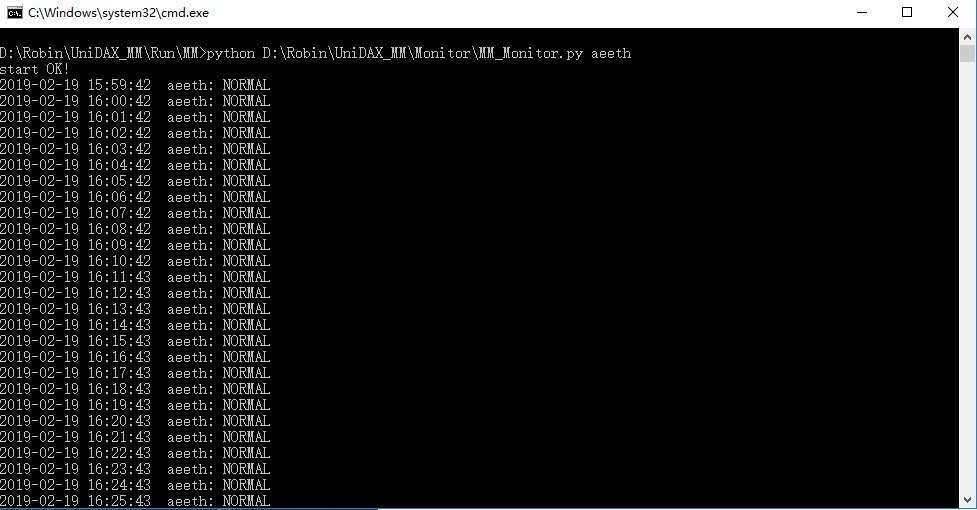 C:\Windows\system32\cmd.exe
D:\Robin\UniDAX_MM\Run\MM>python D:\Robin\UniDAX_MM\Monitor\MM_Monitor.py aeeth
start OK!
2019-02-19 15:59:42  aeeth: NORMAL
2019-02-19 16:00:42  aeeth: NORMAL
2019-02-19 16:01:42  aeeth: NORMAL
2019-02-19 16:02:42  aeeth: NORMAL
2019-02-19 16:03:42  aeeth: NORMAL
2019-02-19 16:04:42  aeeth: NORMAL
2019-02-19 16:05:42  aeeth: NORMAL
2019-02-19 16:06:42  aeeth: NORMAL
2019-02-19 16:07:42  aeeth: NORMAL
2019-02-19 16:08:42  aeeth: NORMAL
2019-02-19 16:09:42  aeeth: NORMAL
2019-02-19 16:10:42  aeeth: NORMAL
2019-02-19 16:11:43  aeeth: NORMAL
2019-02-19 16:12:43  aeeth: NORMAL
2019-02-19 16:13:43  aeeth: NORMAL
2019-02-19 16:14:43  aeeth: NORMAL
2019-02-19 16:15:43  aeeth: NORMAL
2019-02-19 16:16:43  aeeth: NORMAL
2019-02-19 16:17:43  aeeth: NORMAL
2019-02-19 16:18:43  aeeth: NORMAL
2019-02-19 16:19:43  aeeth: NORMAL
2019-02-19 16:20:43  aeeth: NORMAL
2019-02-19 16:21:43  aeeth: NORMAL
2019-02-19 16:22:43  aeeth: NORMAL
2019-02-19 16:23:43  aeeth: NORMAL
2019-02-19 16:24:43  aeeth: NORMAL
2019-02-19 16:25:43  aeeth: NORMAL